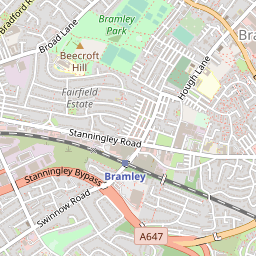 Bramley
Park
Bradford R
Broad Lane
Bra
Beecroft
Hill
Hough Lane
Fairfield
Estate
Stanningley Road
Bramley
Stanningley Bypass
Swinnow Road
A647